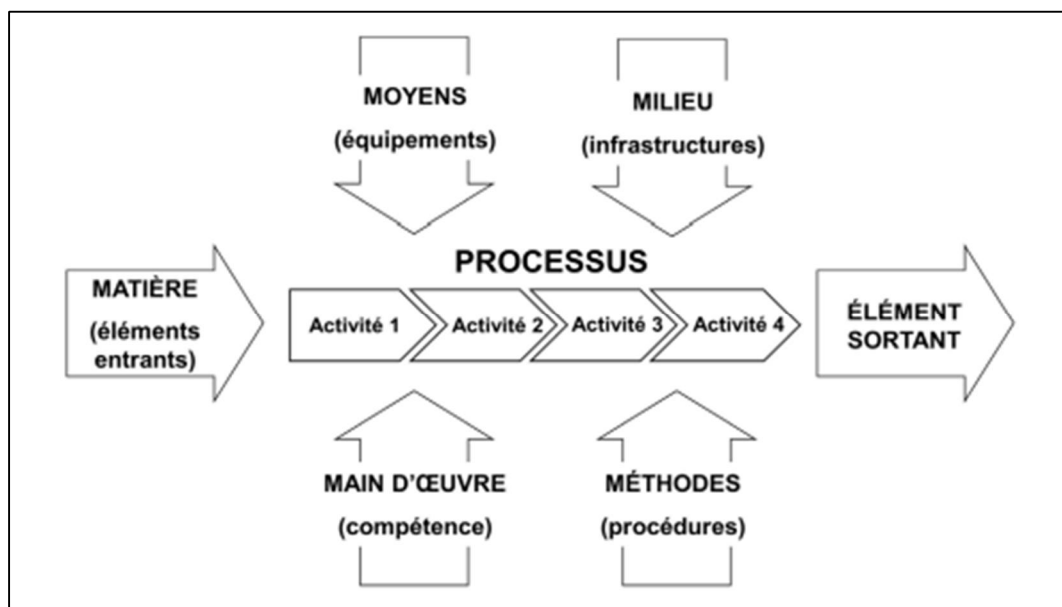 MOYENS
(équipements)
MILIEU
(infrastructures)
PROCESSUS
MATIÈRE
(éléments
entrants)
Activité 1
Activité 2
Activité 3
Activité 4
ÉLÉMENT
SORTANT
MAIN D'ŒUVRE
(compétence)
MÉTHODES
(procédures)